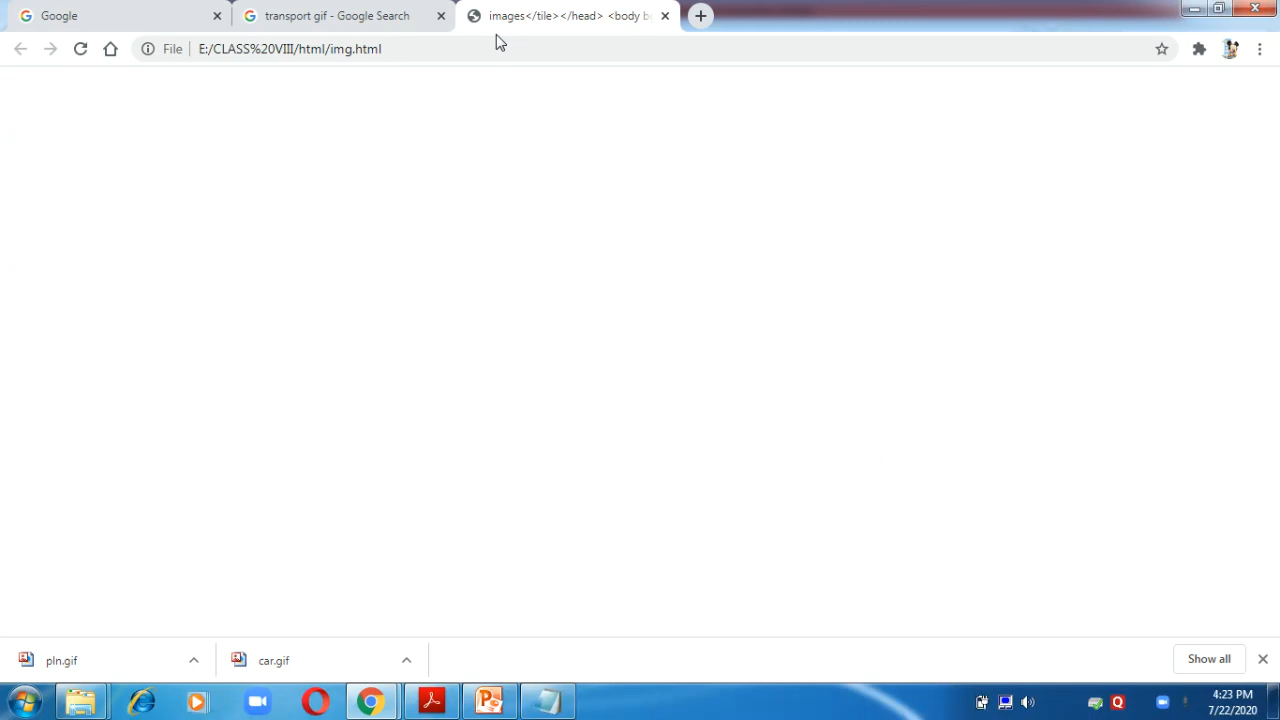 Google
transport gif - Google Search
images</tile></head> <body b
File
E:/CLASS%20VIII/html/img.html
pln.gif
car.gif
Show all
4:23 PM
7/22/2020